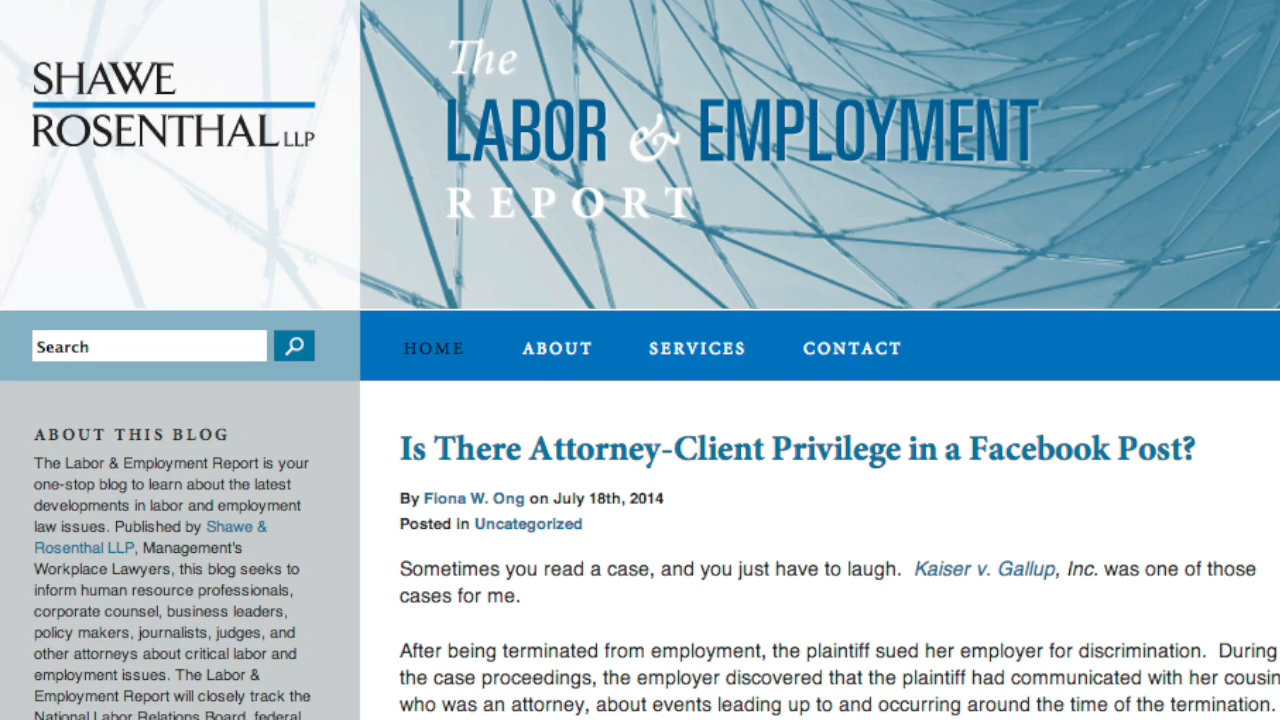 SHAWE
ROSENTHAL LLP
The
LABOR & EMPLOYMENT
REPORT
Search
HOME ABOUT SERVICES CONTACT
ABOUT THIS BLOG
The Labor & Employment Report is your
one-stop blog to learn about the latest
developments in labor and employment
law issues. Published by Shawe &
Rosenthal LLP, Management's
Workplace Lawyers, this blog seeks to
inform human resource professionals,
corporate counsel, business leaders,
policy makers, journalists, judges, and
other attorneys about critical labor and
employment issues. The Labor &
Employment Report will closely track the
National Labor Relations Board, federal
Is There Attorney-Client Privilege in a Facebook Post?
By Fiona W. Ong on July 18th, 2014
Posted in Uncategorized
Sometimes you read a case, and you just have to laugh. Kaiser v. Gallup, Inc. was one of those
cases for me.
After being terminated from employment, the plaintiff sued her employer for discrimination. During
the case proceedings, the employer discovered that the plaintiff had communicated with her cousin
who was an attorney, about events leading up to and occurring around the time of the termination.